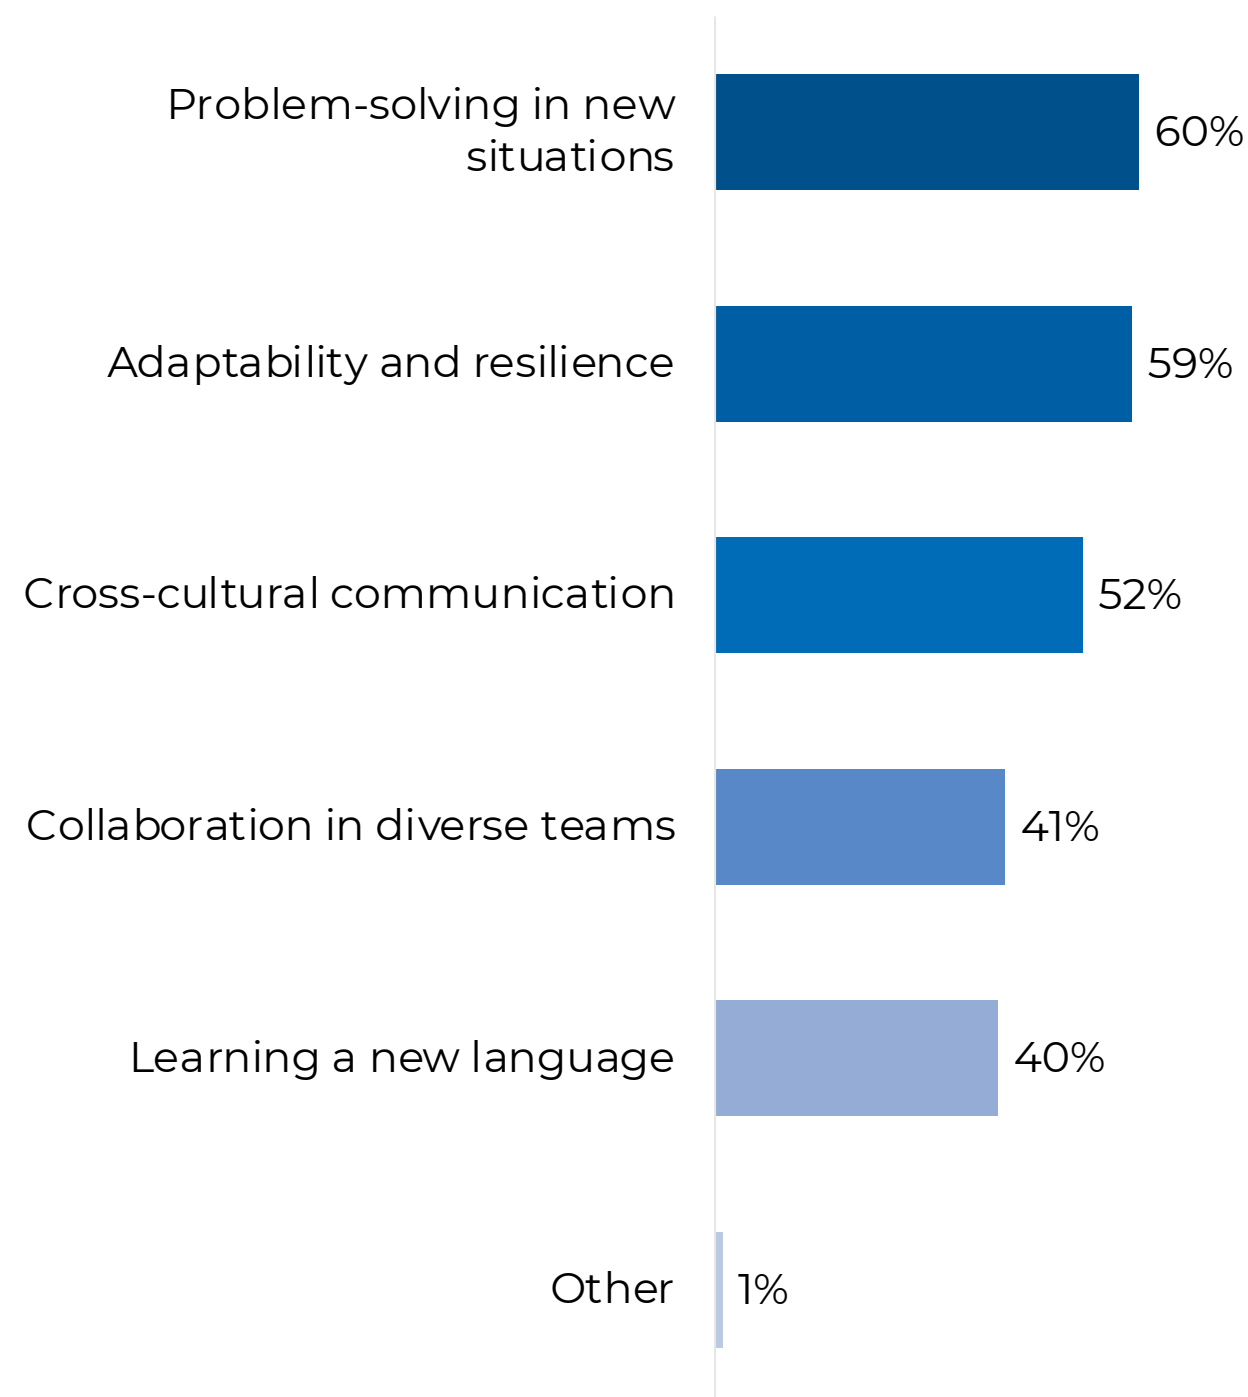 Problem-solving in new
situations
60%
Adaptability and resilience
59%
Cross-cultural communication
52%
Collaboration in diverse teams
41%
Learning a new language
40%
Other
1%